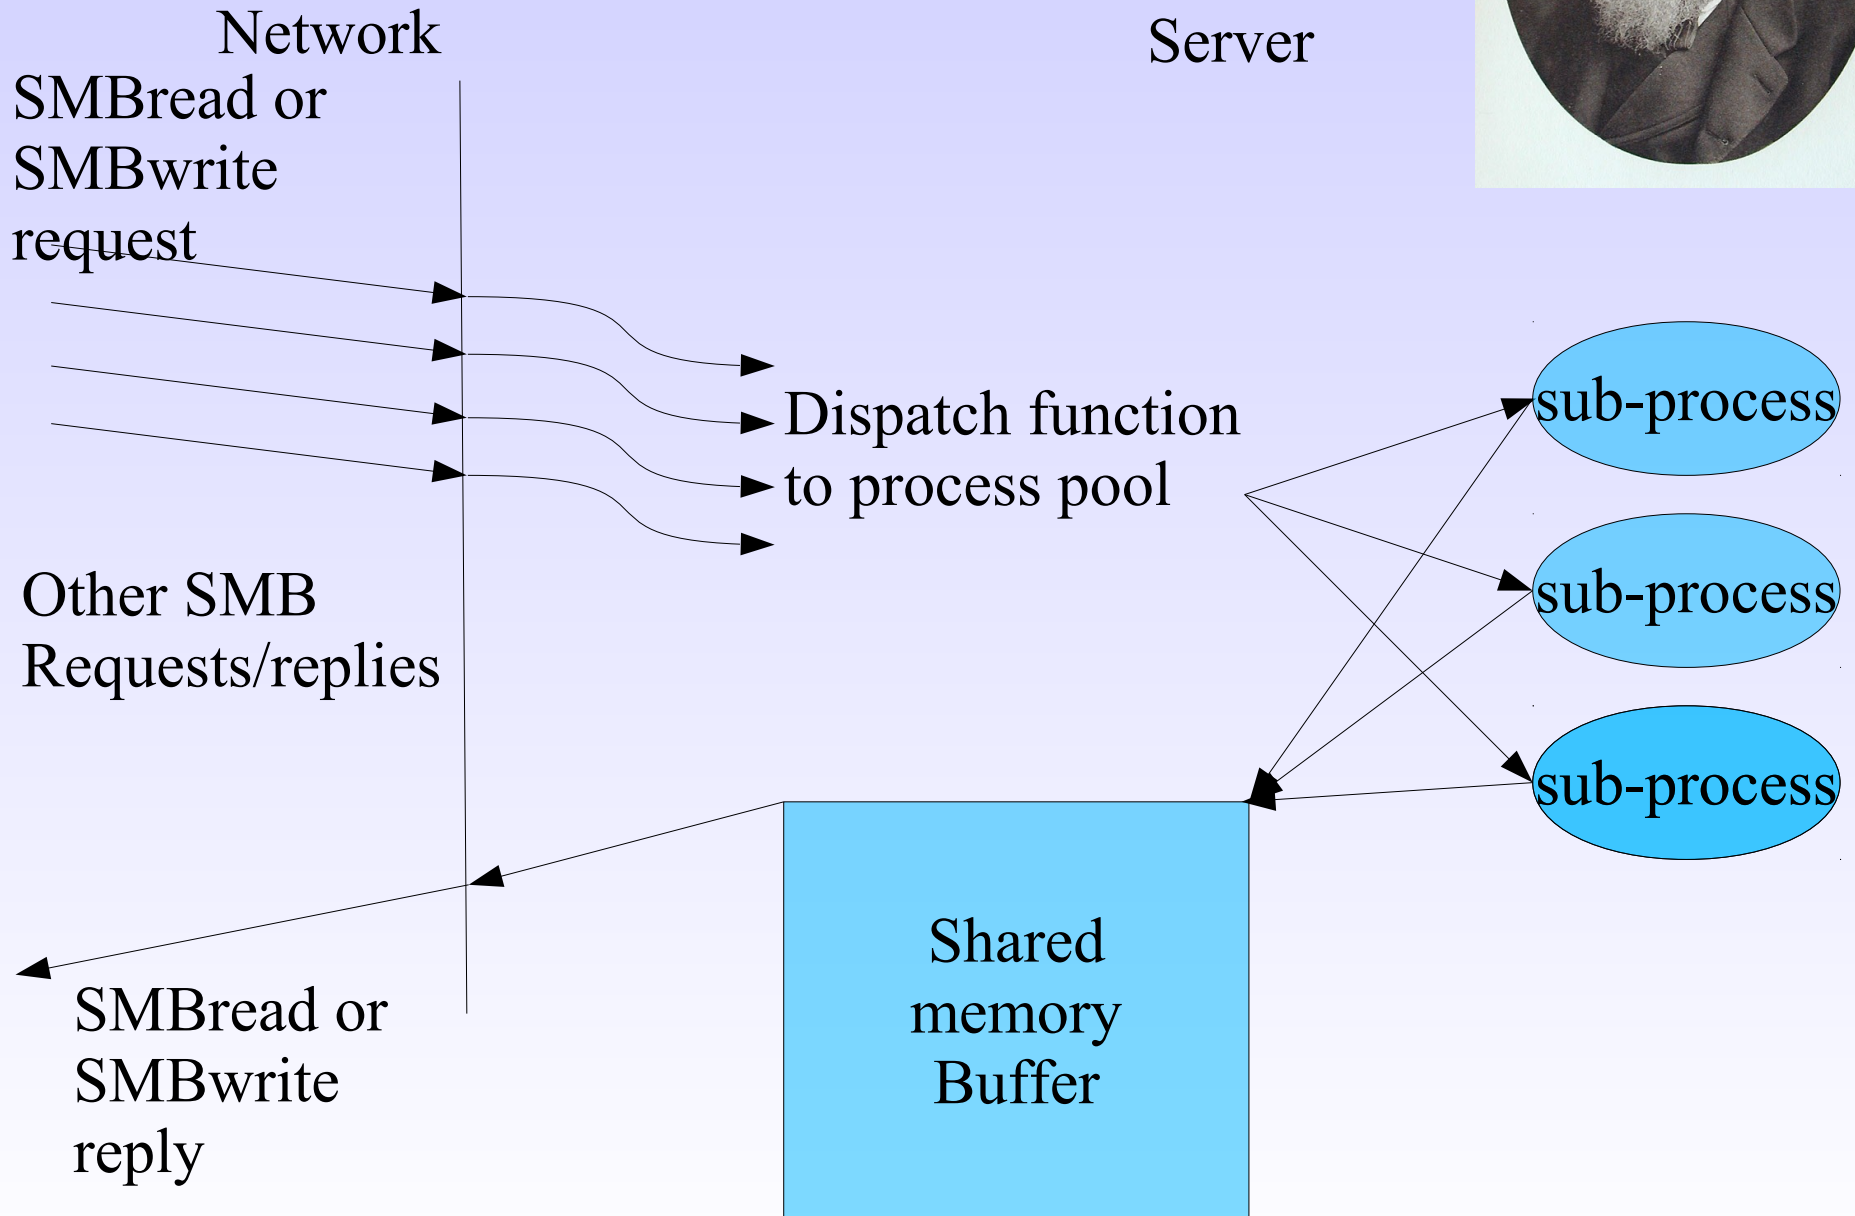 Network
Server
SMBread or
SMBwrite
request
Dispatch function
to process pool
sub-process
sub-process
sub-process
Other SMB
Requests/replies
Shared
memory
Buffer
SMBread or
SMBwrite
reply